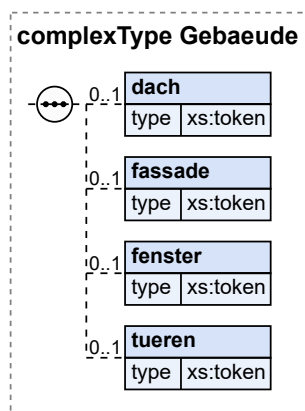 complexType Gebaeude
0..1 dach
type xs:token
0..1 fassade
type xs:token
0..1 fenster
type xs:token
0..1 tueren
type xs:token